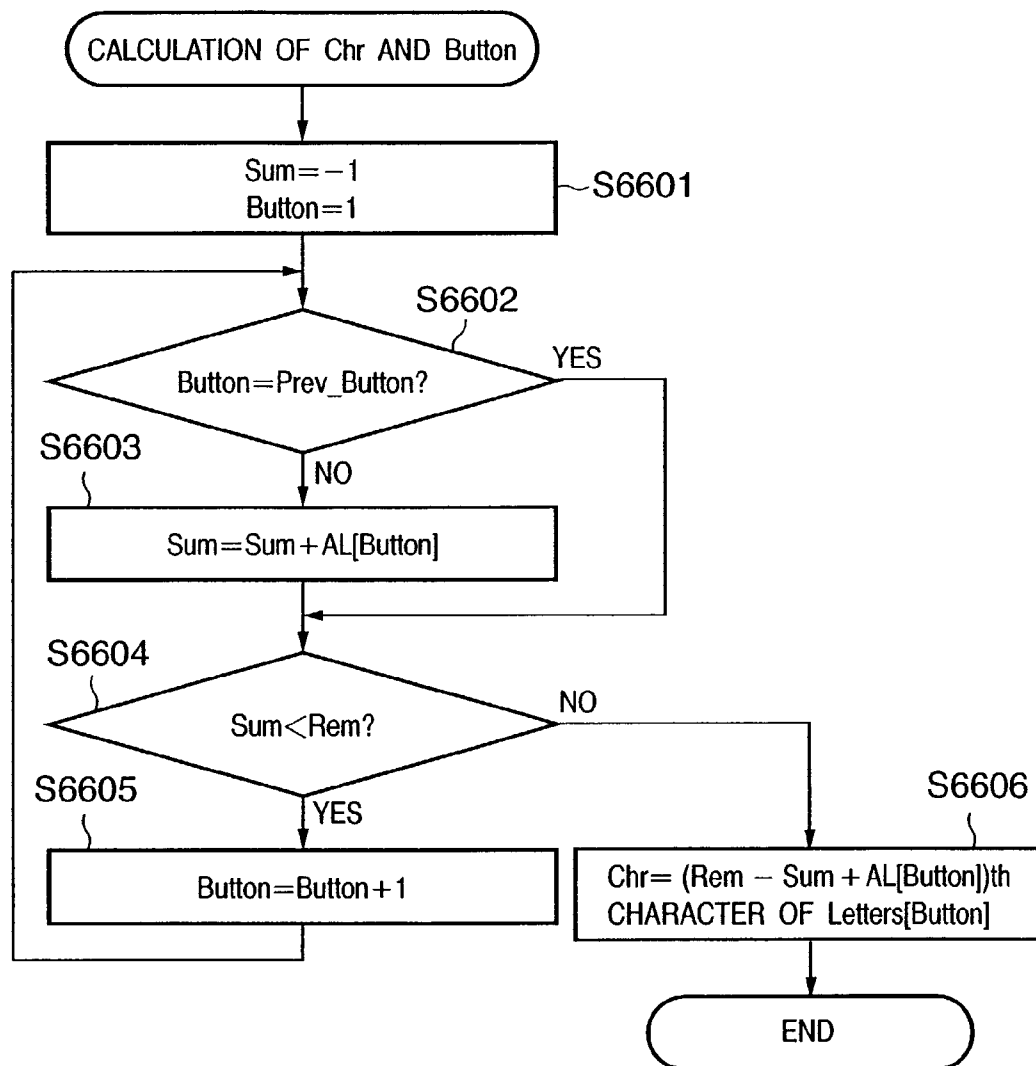 CALCULATION OF Chr AND Button
Sum=−1
Button=1
S6601
S6602
Button=Prev_Button?
YES
S6603
NO
Sum=Sum+AL[Button]
S6604
Sum<Rem?
NO
S6605
YES
Button=Button+1
S6606
Chr= (Rem − Sum + AL[Button])th
CHARACTER OF Letters[Button]
END